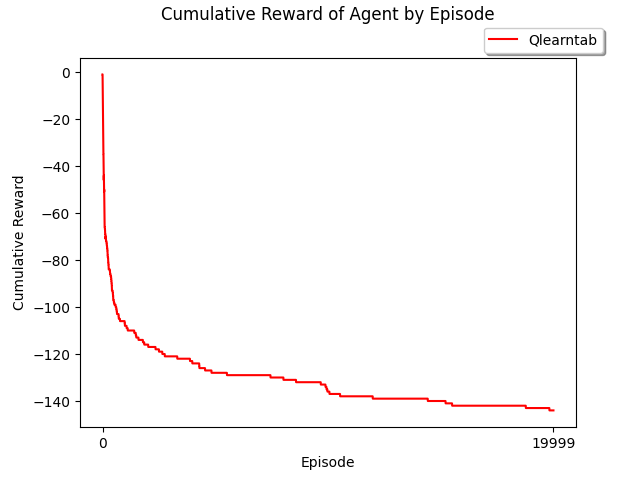 Cumulative Reward of Agent by Episode
Qlearntab
0
−20
−40
−60
−80
−100
−120
−140
Cumulative Reward
0
19999
Episode